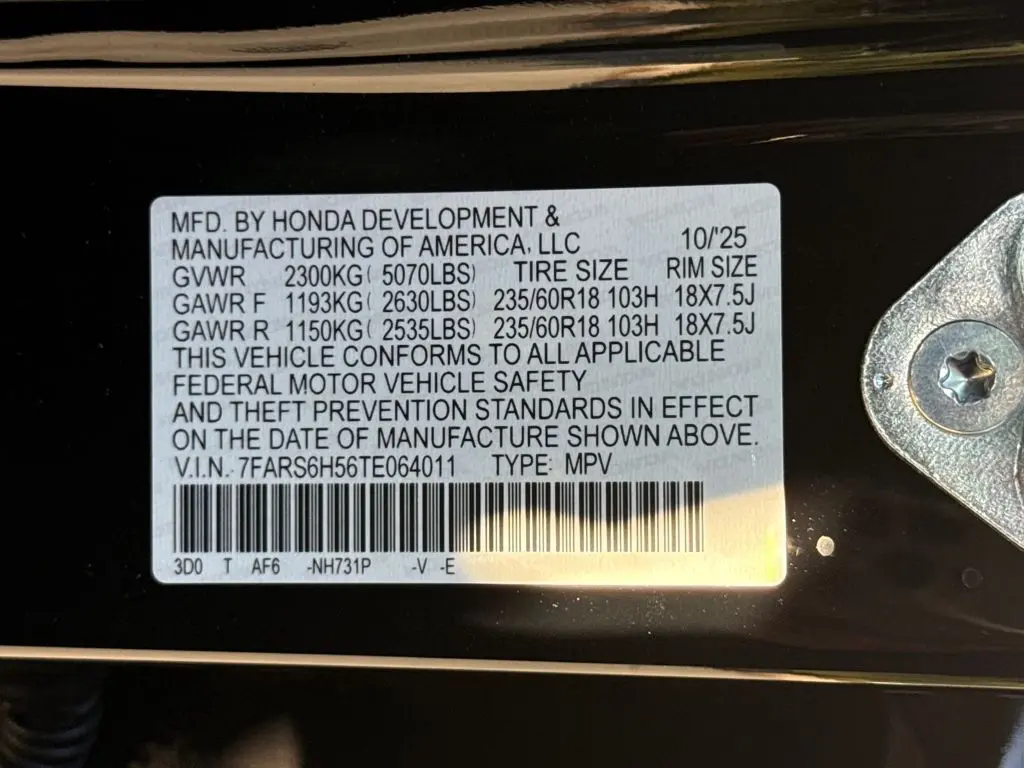 MFD. BY HONDA DEVELOPMENT &
MANUFACTURING OF AMERICA, LLC 10/'25
GVWR 2300KG( 5070LBS) TIRE SIZE RIM SIZE
GAWR F 1193KG( 2630LBS) 235/60R18 103H 18X7.5J
GAWR R 1150KG( 2535LBS) 235/60R18 103H 18X7.5J
THIS VEHICLE CONFORMS TO ALL APPLICABLE
FEDERAL MOTOR VEHICLE SAFETY
AND THEFT PREVENTION STANDARDS IN EFFECT
ON THE DATE OF MANUFACTURE SHOWN ABOVE.
V.I.N. 7FARS6H56TE064011 TYPE: MPV
3D0 T AF6 -NH731P -V -E